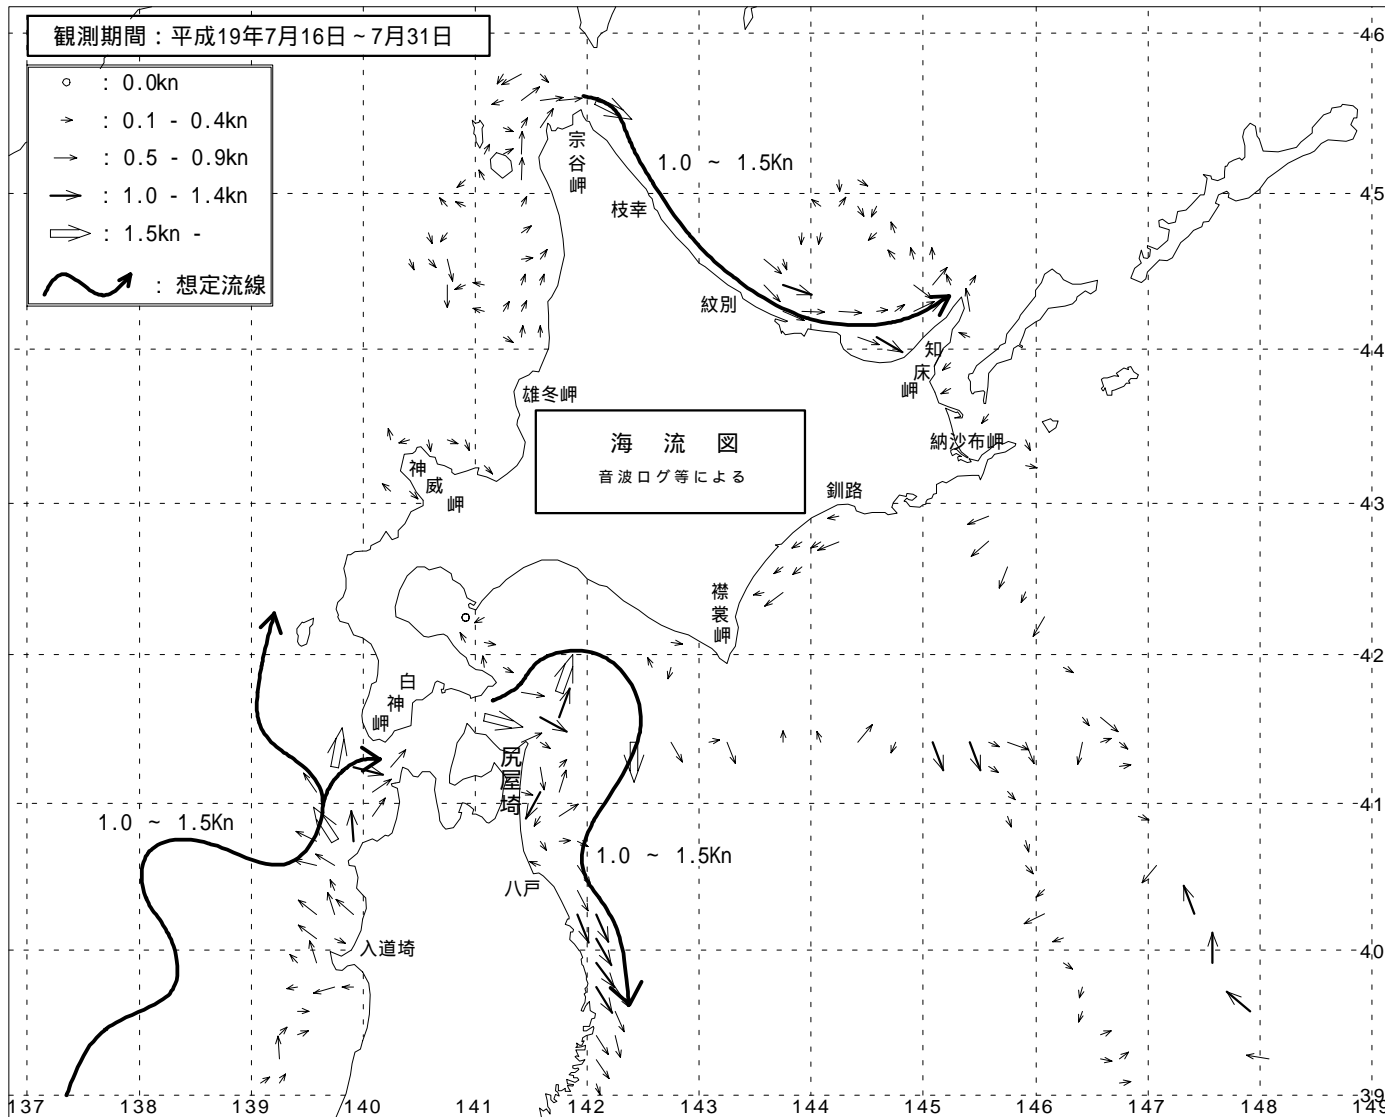 観測期間：平成19年7月16日～7月31日
：0.0kn
：0.1 - 0.4kn
：0.5 - 0.9kn
：1.0 - 1.4kn
：1.5kn -
：想定流線
46
宗谷岬
1.0 ～ 1.5Kn
45
枝幸
紋別
44
知床岬
雄冬岬
海 流 図
音波ログ等による
納沙布岬
神威岬
釧路
43
襟裳岬
42
白神岬
尻屋埼
41
1.0 ～ 1.5Kn
1.0 ～ 1.5Kn
八戸
入道埼
40
39
137 138 139 140 141 142 143 144 145 146 147 148 149